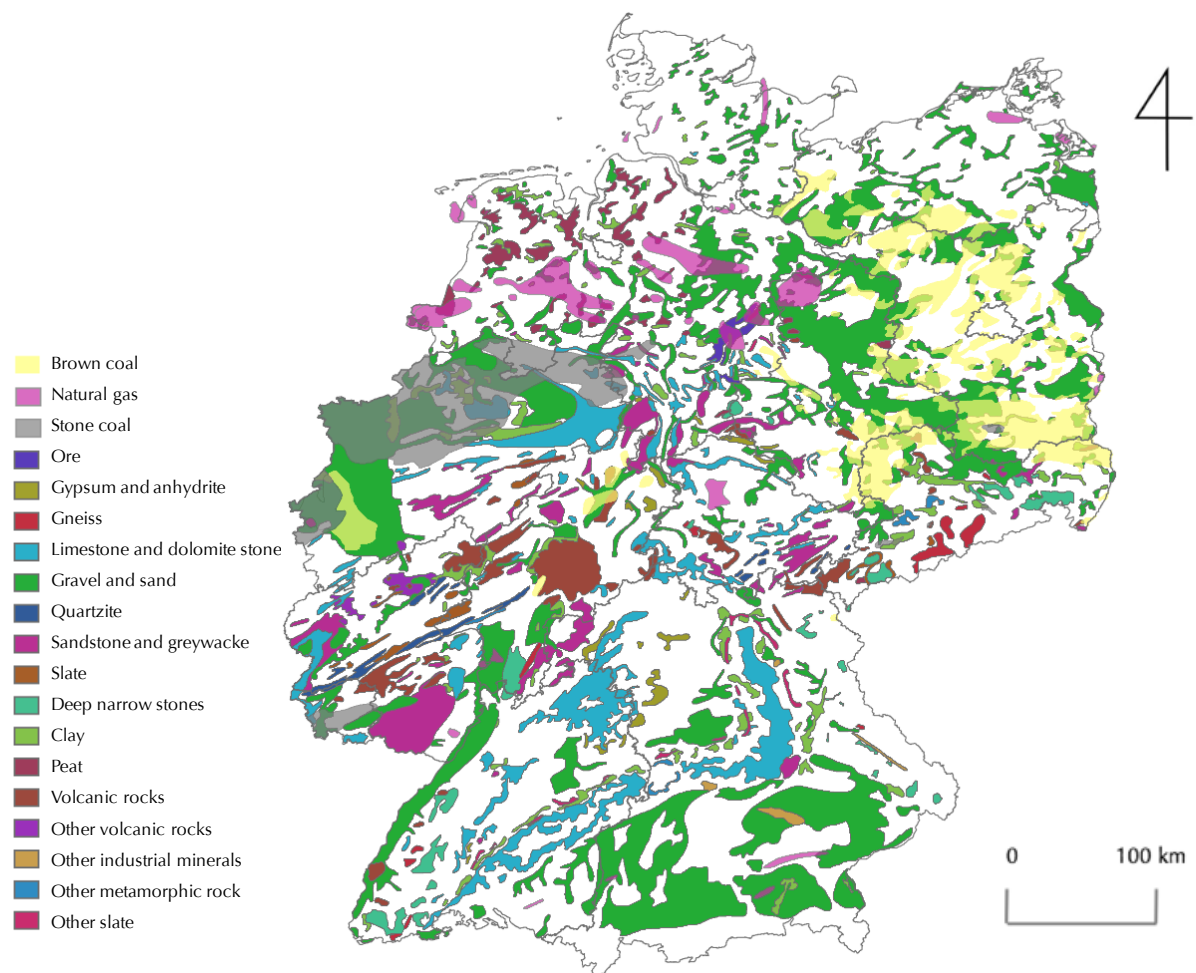 Brown coal
Natural gas
Stone coal
Ore
Gypsum and anhydrite
Gneiss
Limestone and dolomite stone
Gravel and sand
Quartzite
Sandstone and greywacke
Slate
Deep narrow stones
Clay
Peat
Volcanic rocks
Other volcanic rocks
Other industrial minerals
Other metamorphic rock
Other slate
0 100 km